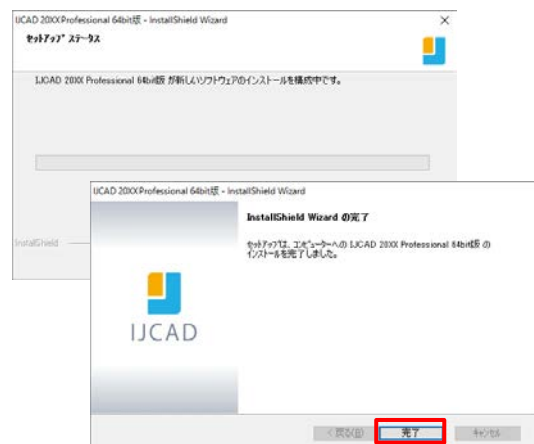 IJCAD 20XX Professional 64bit版 - InstallShield Wizard
セットアップ ステータス
IJCAD 20XX Professional 64bit版 が新しいソフトウェアのインストールを構成中です。
InstallShield
IJCAD 20XX Professional 64bit版 - InstallShield Wizard
InstallShield Wizard の完了
セットアップは、コンピューターへの IJCAD 20XX Professional 64bit版 の
インストールを完了しました。
IJCAD
< 戻る(B)
完了
キャンセル